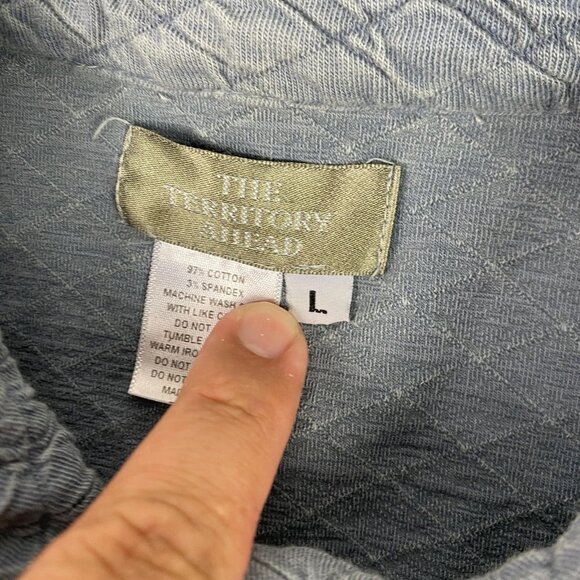 THE
TERRITORY
AHEAD
97% COTTON
3% SPANDEX
MACHINE WASH
WITH LIKE
DO NOT
TUMBLE
WARM
DO NOT
DO NOT
L